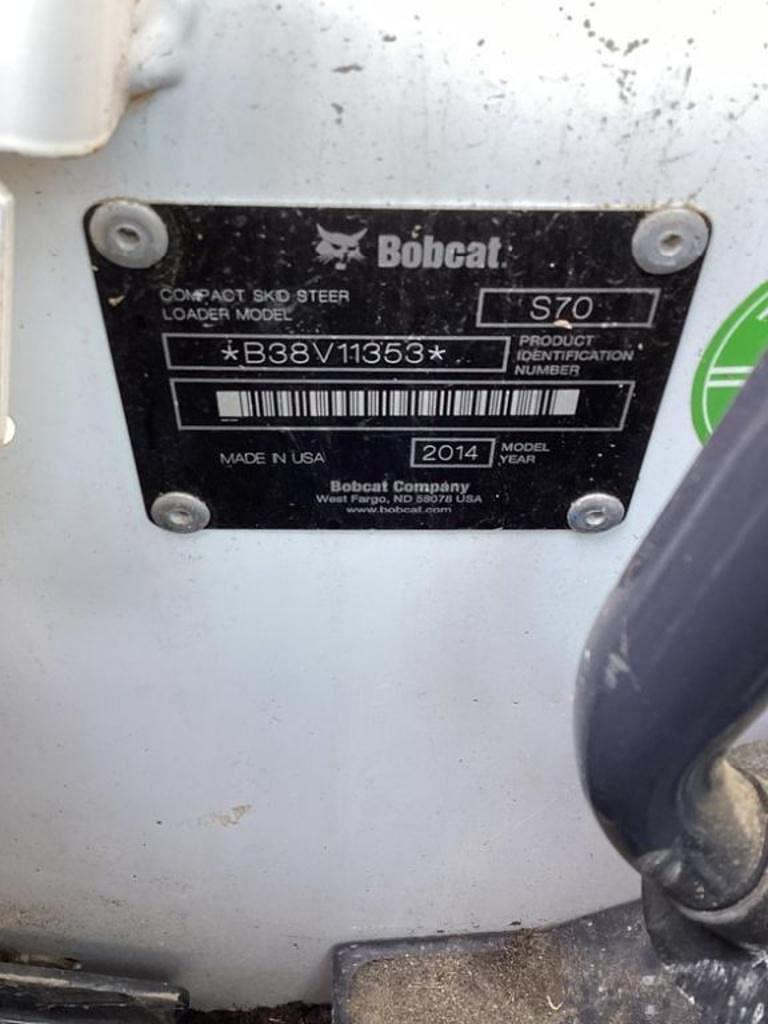 Bobcat.
COMPACT SKID STEER
LOADER MODEL
S70
*B38V11353*
PRODUCT
IDENTIFICATION
NUMBER
MADE IN USA
2014
MODEL
YEAR
Bobcat Company
West Fargo, ND 58078 USA
www.bobcat.com